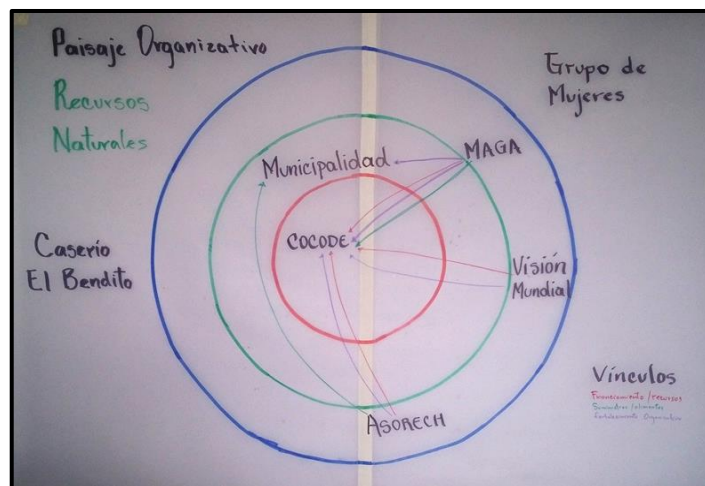 Paisaje Organizativo
Recursos
Naturales
Grupo de
Mujeres
Municipalidad
MAGA
COCODE
Caserío
El Bendito
Visión
Mundial
ASORECH
Vínculos
Financiamiento / recursos
Suministros / alimentos
Fortalecimiento Organizativo